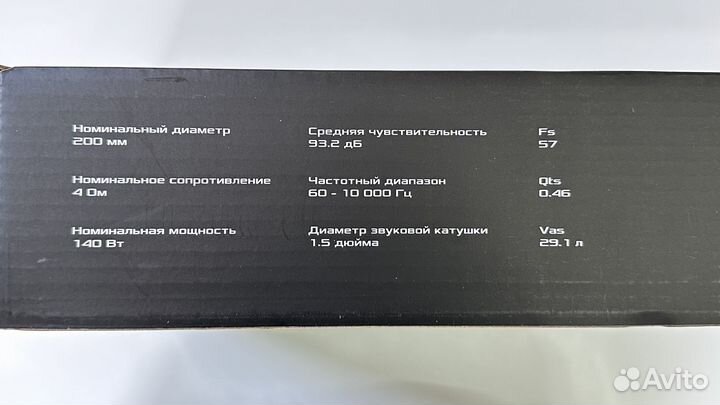 Номинальный диаметр
200 мм
Номинальное сопротивление
4 Ом
Номинальная мощность
140 Вт
Средняя чувствительность
93.2 дБ
Частотный диапазон
60 - 10 000 Гц
Диаметр звуковой катушки
1.5 дюйма
Fs
57
Qts
0.46
Vas
29.1 л
Avito